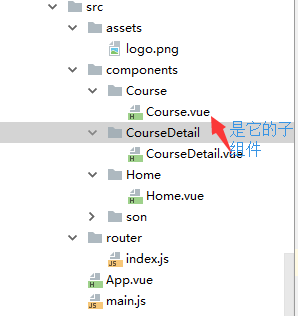 src
assets
logo.png
components
Course
Course.vue
CourseDetail
是它的子
组件
CourseDetail.vue
Home
Home.vue
son
router
index.js
App.vue
main.js